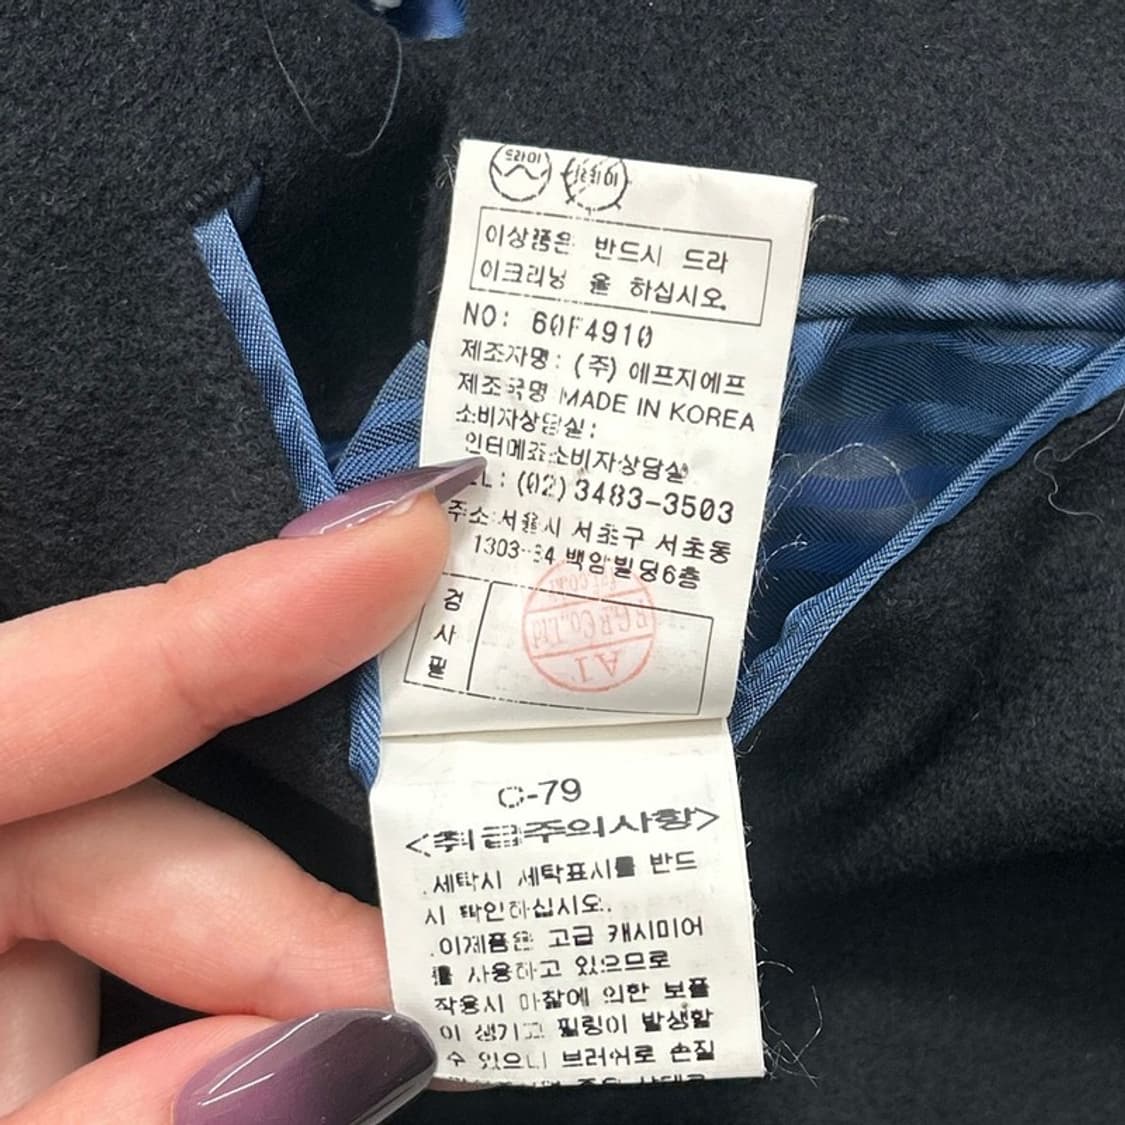 드라이
이상품은 반드시 드라
이크리닝 을 하십시오.
NO: 60F4910
제조자명: (주) 에프지에프
제조국명 MADE IN KOREA
소비자상담실:
인터메죠소비자상담실
(02) 3483-3503
주소 서울시 서초구 서초동
백암빌딩6층
검
사
필
F.G.F Co.,Ltd
A1
C-79
<취급주의사항>
.세탁시 세탁표시를 반드
시 확인하십시오.
.이제품은 고급 캐시미어
를 사용하고 있으므로
착용시 마찰에 의한 보풀
이 생기고 필링이 발생할
수 있으니 브러쉬로 손질